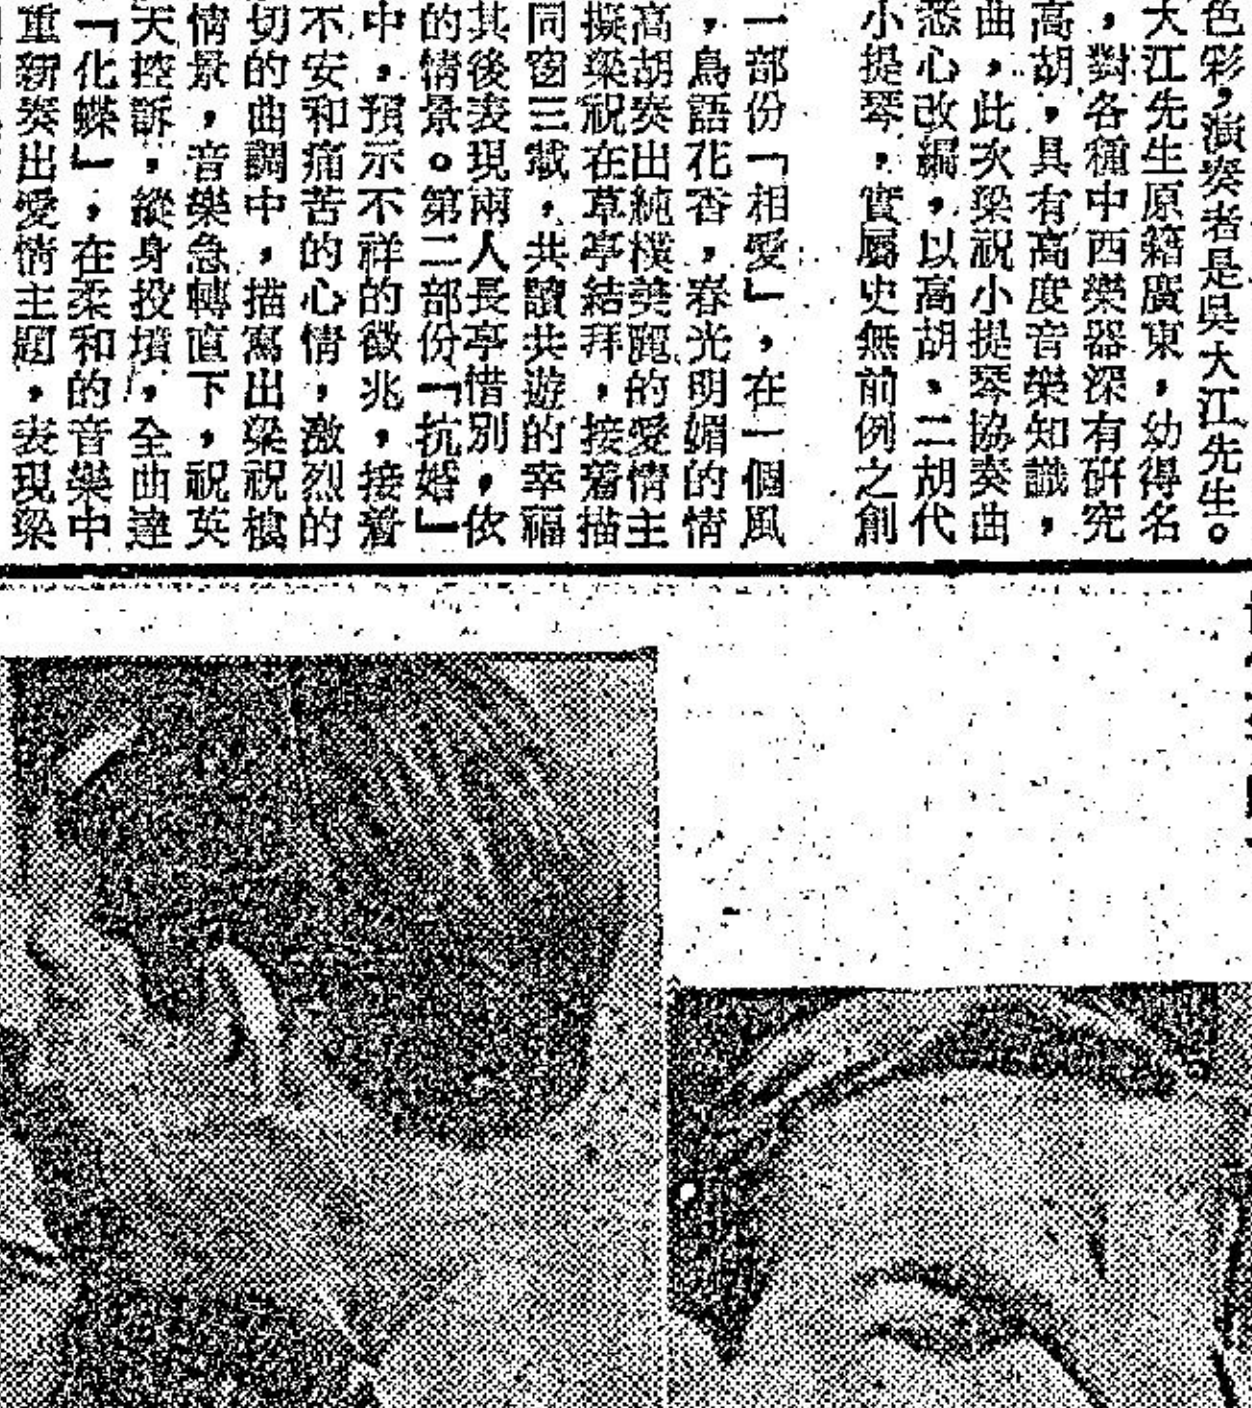 色彩,演奏者是吳大江先生。
大江先生原籍廣東,幼得名
,對各種中西樂器深有研究
高胡,具有高度音樂知識,
曲,此次梁祝小提琴協奏曲
悉心改編,以高胡、二胡代
小提琴,實屬史無前例之創
一部份「相愛」,在一個風
,鳥語花香,春光明媚的情
高胡奏出純樸美麗的愛情主
擬梁祝在草亭結拜,接着描
同窗三載,共讀共遊的幸福
其後表現兩人長亭惜別,依
的情景。第二部份「抗婚」
中,預示不祥的徵兆,接着
不安和痛苦的心情,激烈的
切的曲調中,描寫出梁祝樓
情景,音樂急轉直下,祝英
天控訴,縱身投墳,全曲達
「化蝶」,在柔和的音樂中
重新奏出愛情主題,表現梁